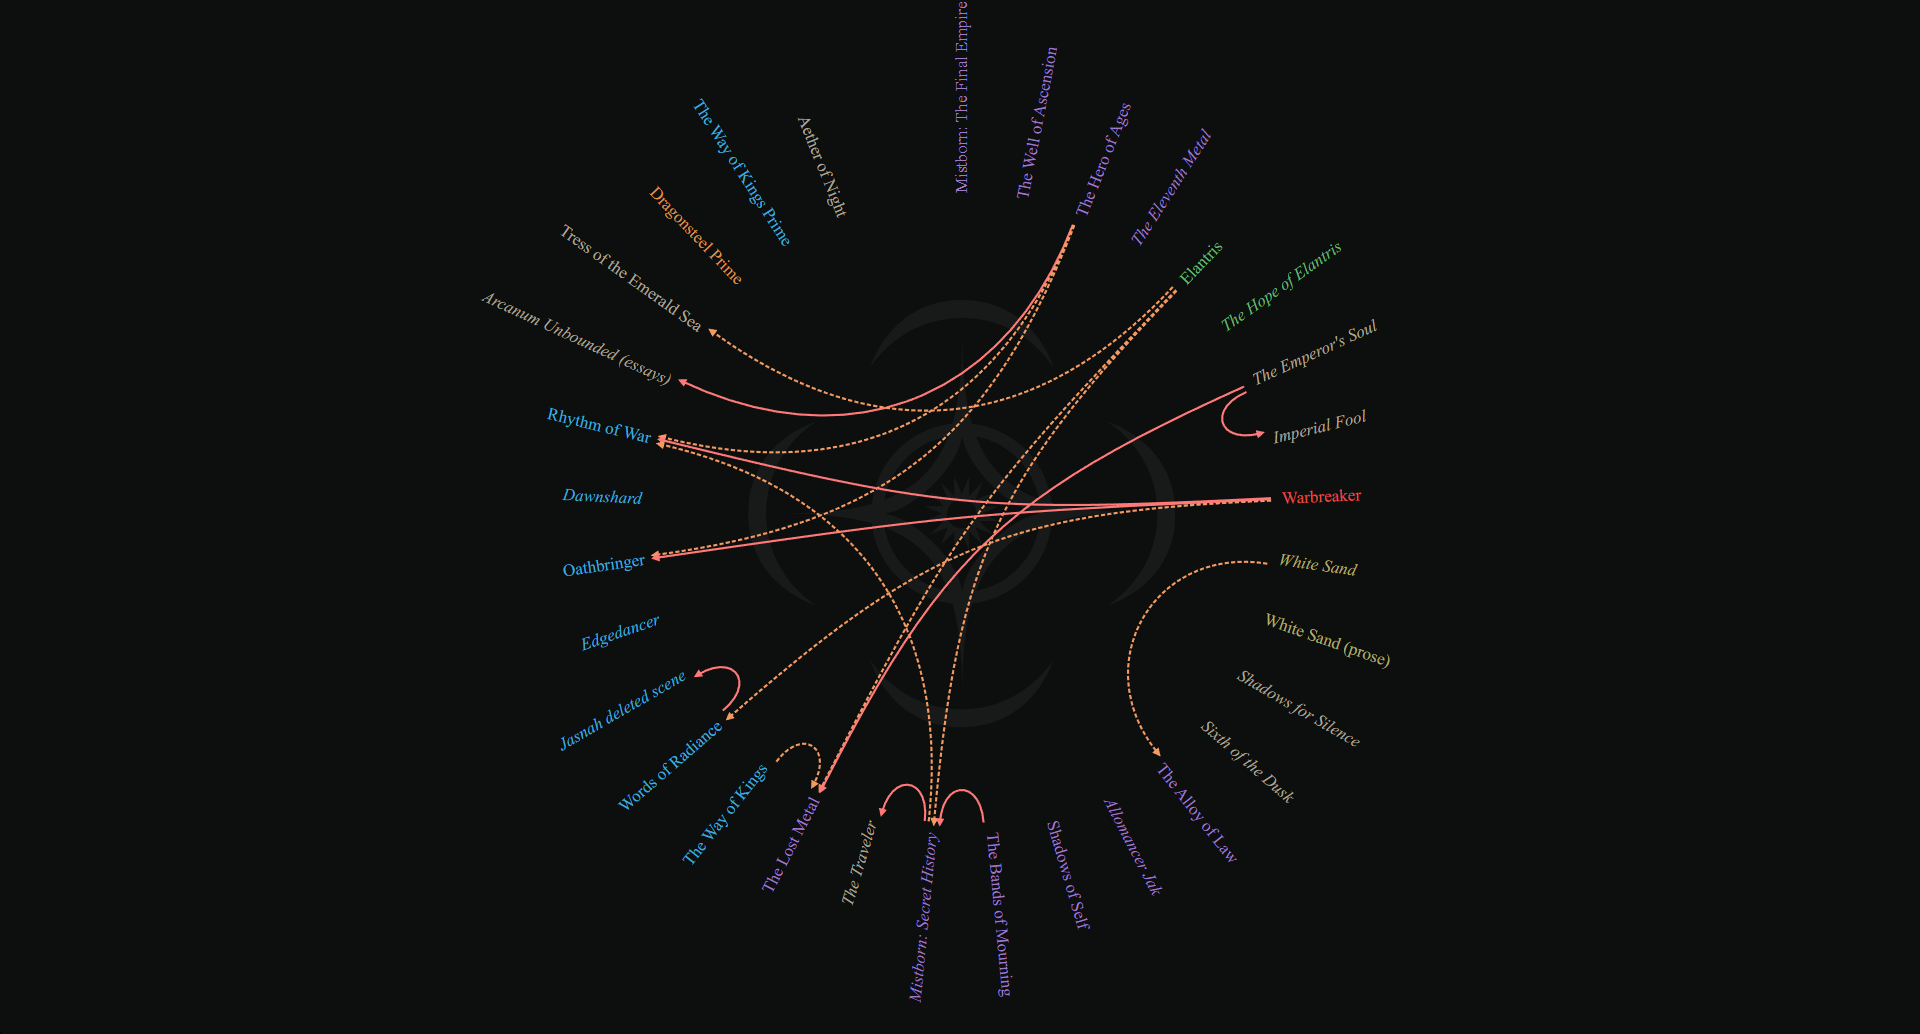 Mistborn: The Final Empire
The Well of Ascension
The Hero of Ages
The Eleventh Metal
Elantris
The Hope of Elantris
The Emperor's Soul
Imperial Fool
Warbreaker
White Sand
White Sand (prose)
Shadows for Silence
Sixth of the Dusk
The Alloy of Law
Allomancer Jak
Shadows of Self
The Bands of Mourning
Mistborn: Secret History
The Traveler
The Lost Metal
The Way of Kings
Words of Radiance
Jasnah deleted scene
Edgedancer
Oathbringer
Dawnshard
Rhythm of War
Arcanum Unbounded (essays)
Tress of the Emerald Sea
Dragonsteel Prime
The Way of Kings Prime
Aether of Night